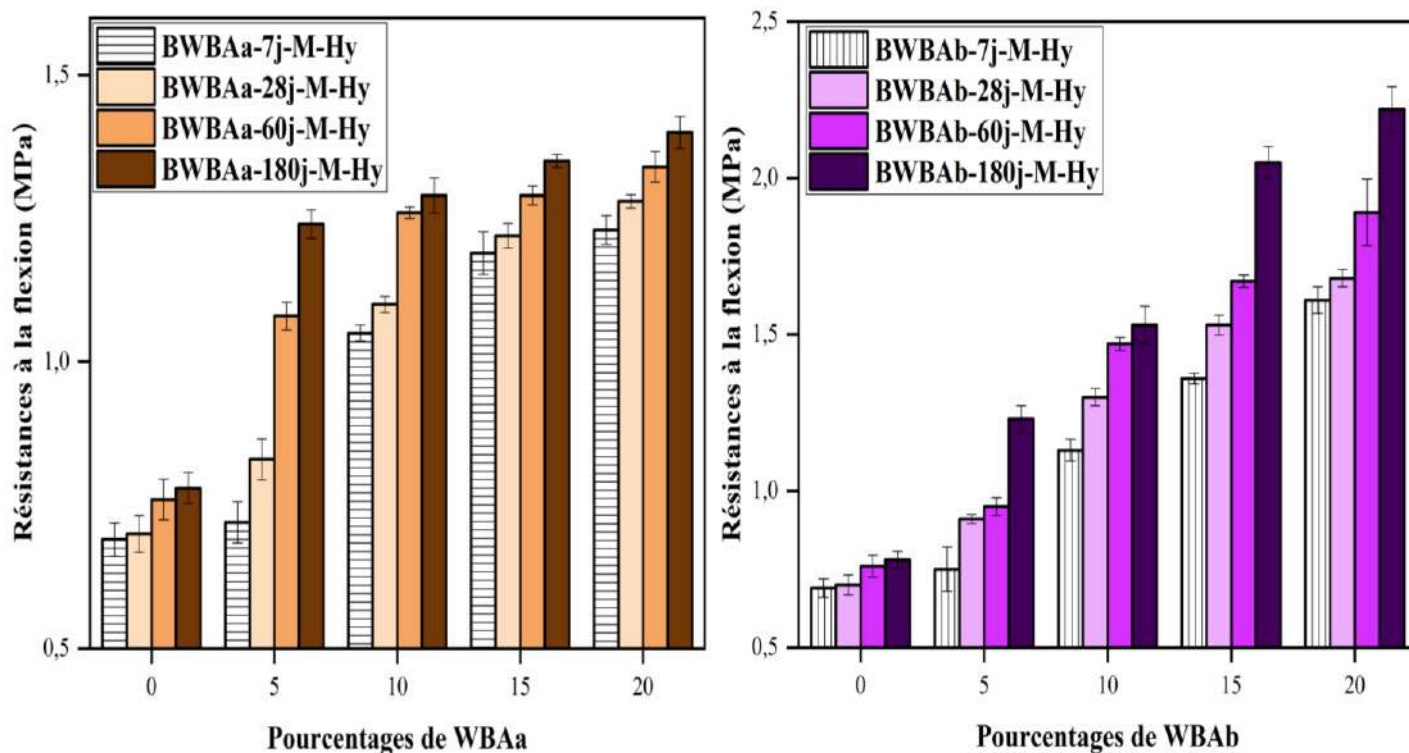 Résistances à la flexion (MPa)
1,5
1,0
0,5
BWBAa-7j-M-Hy
BWBAa-28j-M-Hy
BWBAa-60j-M-Hy
BWBAa-180j-M-Hy
0 5 10 15 20
Pourcentages de WBAa
Résistances à la flexion (MPa)
2,5
2,0
1,5
1,0
0,5
BWBAb-7j-M-Hy
BWBAb-28j-M-Hy
BWBAb-60j-M-Hy
BWBAb-180j-M-Hy
0 5 10 15 20
Pourcentages de WBAb